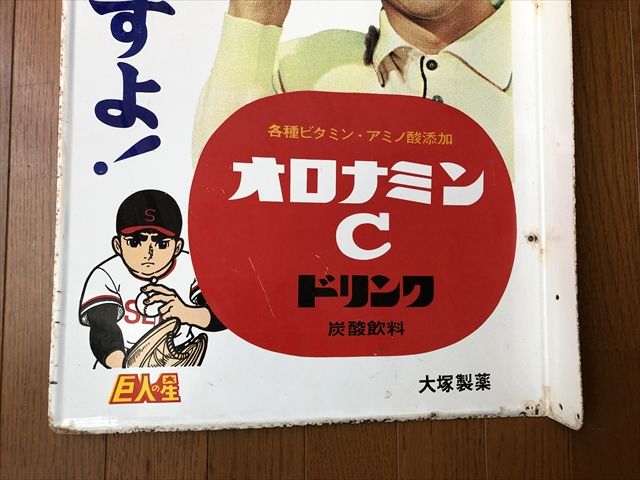 すよ!
各種ビタミン・アミノ酸添加
オロナミン
C
ドリンク
炭酸飲料
S
巨人の星
大塚製薬